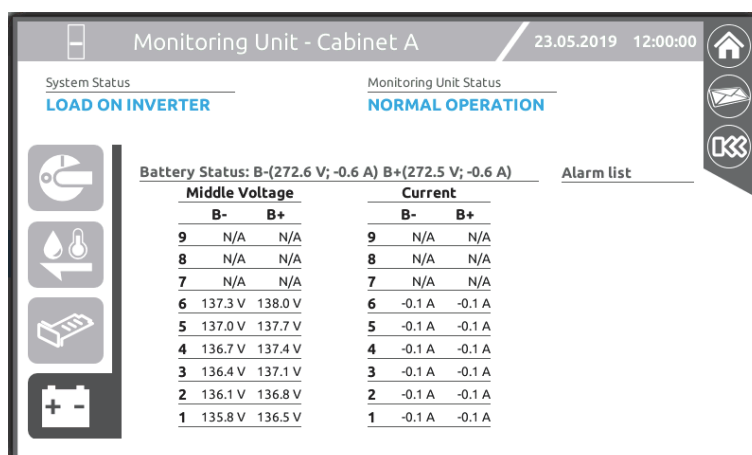 Monitoring Unit - Cabinet A 23.05.2019 12:00:00
System Status Monitoring Unit Status
LOAD ON INVERTER NORMAL OPERATION
Battery Status: B-(272.6 V; -0.6 A) B+(272.5 V; -0.6 A) Alarm list
Middle Voltage Current
B- B+ B- B+
9 N/A N/A 9 N/A N/A
8 N/A N/A 8 N/A N/A
7 N/A N/A 7 N/A N/A
6 137.3 V 138.0 V 6 -0.1 A -0.1 A
5 137.0 V 137.7 V 5 -0.1 A -0.1 A
4 136.7 V 137.4 V 4 -0.1 A -0.1 A
3 136.4 V 137.1 V 3 -0.1 A -0.1 A
2 136.1 V 136.8 V 2 -0.1 A -0.1 A
1 135.8 V 136.5 V 1 -0.1 A -0.1 A